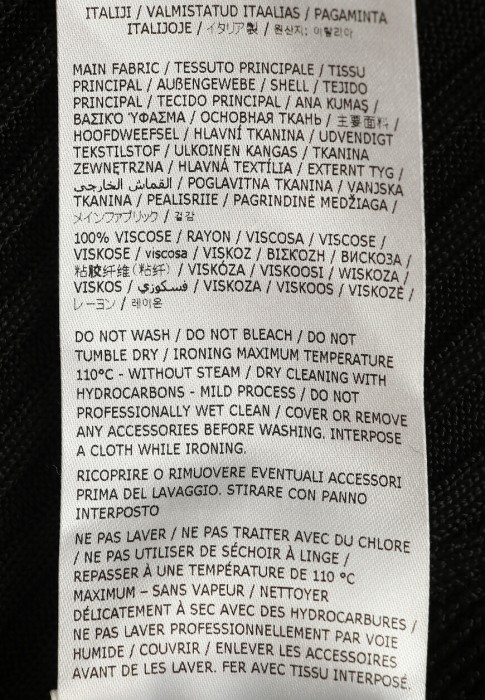 ITALIJI / VALMISTATUD ITAALIAS / PAGAMINTA
ITALIJOJE / イタリア製 / 원산지: 이탈리아
MAIN FABRIC / TESSUTO PRINCIPALE / TISSU
PRINCIPAL / AUßENGEWEBE / SHELL / TEJIDO
PRINCIPAL / TECIDO PRINCIPAL / ANA KUMAŞ /
ΒΑΣΙΚΌ ΎΦΑΣΜΑ / ОСНОВНАЯ ТКАНЬ / 主要面料 /
HOOFDWEEFSEL / HLAVNÍ TKANINA / UDVENDIGT
TEKSTILSTOF / ULKOINEN KANGAS / TKANINA
ZEWNĘTRZNA / HLAVNÁ TEXTÍLIA / EXTERNT TYG /
القماش الخارجي / POGLAVITNA TKANINA / VANJSKA
TKANINA / PEALISRIIE / PAGRINDINĖ MEDŽIAGA /
メインファブリック / 겉감
100% VISCOSE / RAYON / VISCOSA / VISCOSE /
VISKOSE / viscosa / VISKOZ / ΒΙΣΚΌΖΗ / ВИСКОЗА /
粘胶纤维(粘纤) / VISKÓZA / VISKOOSI / WISKOZA /
VISKOS / فسكوزي / VISKOZA / VISKOOS / VISKOZĖ /
レーヨン / 레이온
DO NOT WASH / DO NOT BLEACH / DO NOT
TUMBLE DRY / IRONING MAXIMUM TEMPERATURE
110°C - WITHOUT STEAM / DRY CLEANING WITH
HYDROCARBONS - MILD PROCESS / DO NOT
PROFESSIONALLY WET CLEAN / COVER OR REMOVE
ANY ACCESSORIES BEFORE WASHING. INTERPOSE
A CLOTH WHILE IRONING.
RICOPRIRE O RIMUOVERE EVENTUALI ACCESSORI
PRIMA DEL LAVAGGIO. STIRARE CON PANNO
INTERPOSTO
NE PAS LAVER / NE PAS TRAITER AVEC DU CHLORE
/ NE PAS UTILISER DE SÉCHOIR À LINGE /
REPASSER À UNE TEMPÉRATURE DE 110 °C
MAXIMUM – SANS VAPEUR / NETTOYER
DÉLICATEMENT À SEC AVEC DES HYDROCARBURES /
NE PAS LAVER PROFESSIONNELLEMENT PAR VOIE
HUMIDE / COUVRIR / ENLEVER LES ACCESSOIRES
AVANT DE LES LAVER. FER AVEC TISSU INTERPOSÉ.